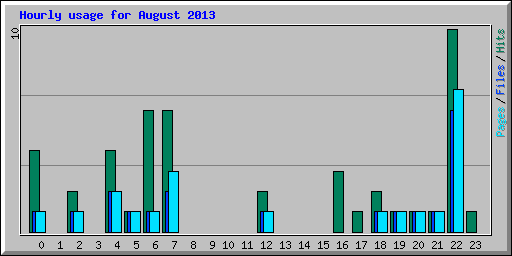 Hourly usage for August 2013
10
Pages/Files/Hits
0 1 2 3 4 5 6 7 8 9 10 11 12 13 14 15 16 17 18 19 20 21 22 23